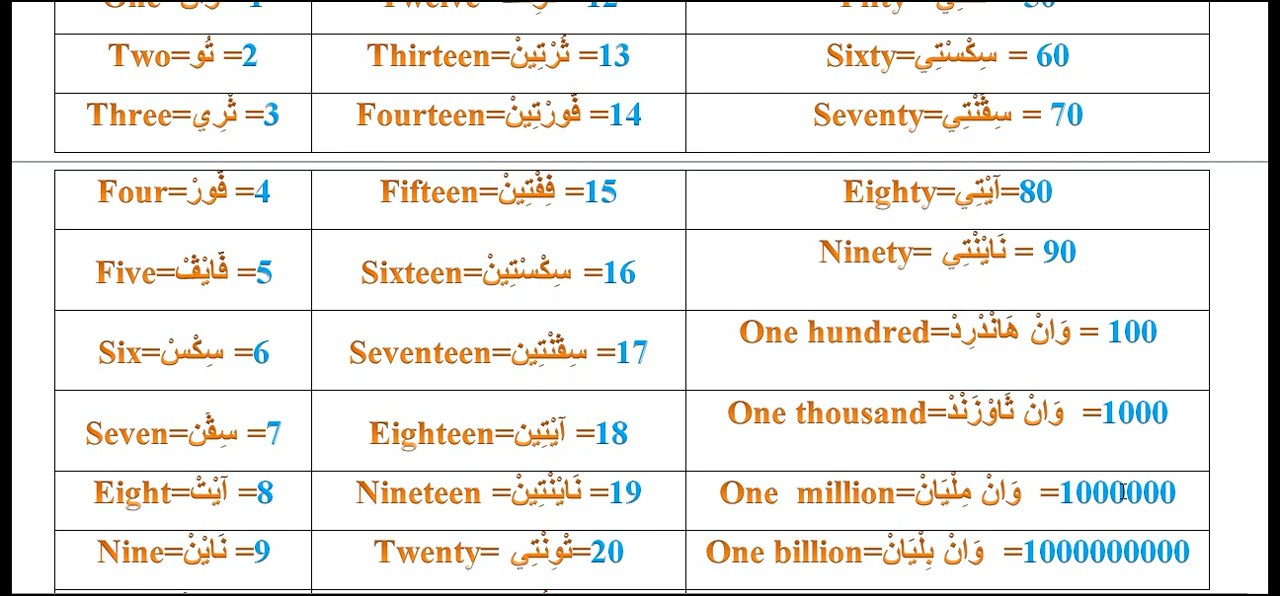 Two=تُو =2
Thirteen=ثُرْتِينْ =13
Sixty=سِكْسْتِي = 60
Three=ثْرِي =3
Fourteen=فُورْتِينْ =14
Seventy=سِڤَنْتِي = 70
Four=فُورْ =4
Fifteen=فِفْتِينْ =15
Eighty=آيْتِي=80
Five=فَايْڤْ =5
Sixteen=سِكْسْتِينْ =16
Ninety= نَايْنْتِي = 90
Six=سِكْسْ =6
Seventeen=سِڤَنْتِين =17
One hundred=وَانْ هَانْدْرِدْ = 100
Seven=سِڤَن =7
Eighteen=آيْتِين =18
One thousand=وَانْ ثَاوْزَنْدْ =1000
Eight=آيْتْ =8
Nineteen =نَايْنْتِينْ =19
One million=وَانْ مِلْيَانْ =1000000
Nine=نَايْنْ =9
Twenty= تْوِنْتِي=20
One billion=وَانْ بِلْيَانْ =1000000000